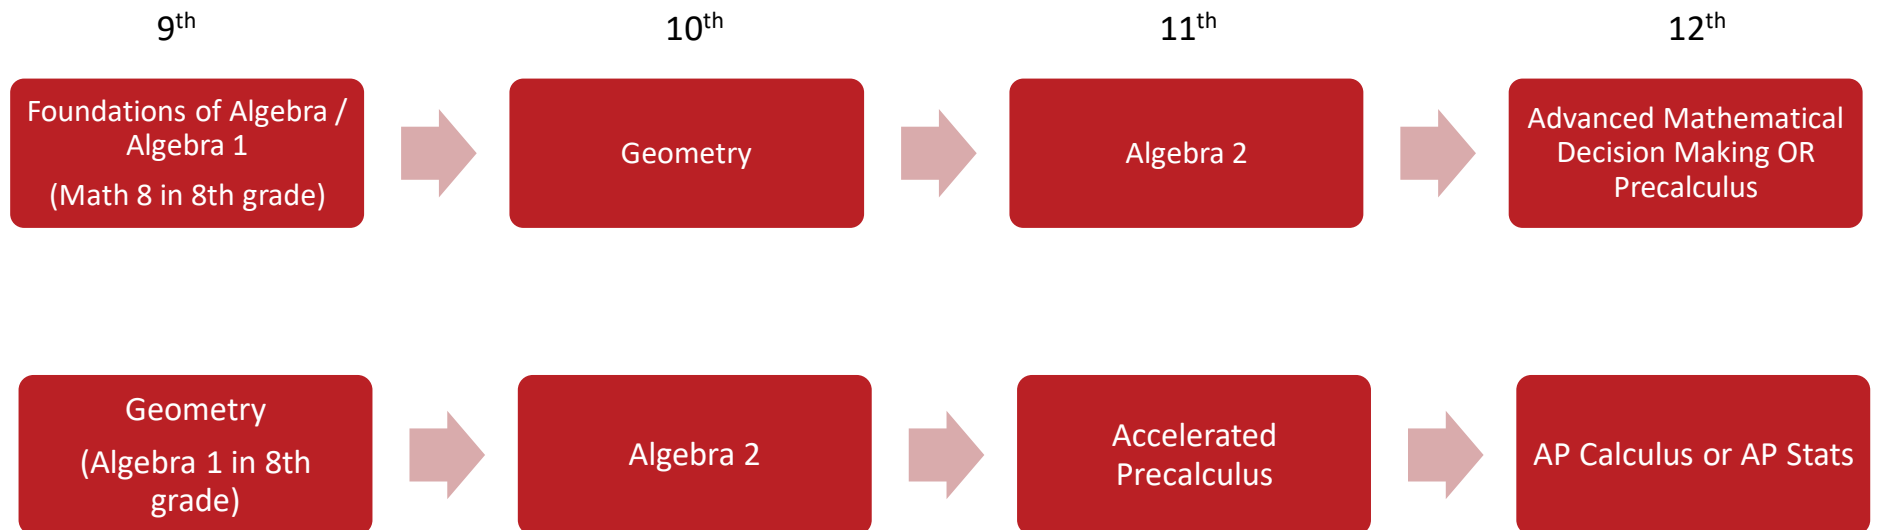 9th
10th
11th
12th
Foundations of Algebra /
Algebra 1
(Math 8 in 8th grade)
Geometry
Algebra 2
Advanced Mathematical
Decision Making OR
Precalculus
Geometry
(Algebra 1 in 8th
grade)
Algebra 2
Accelerated
Precalculus
AP Calculus or AP Stats